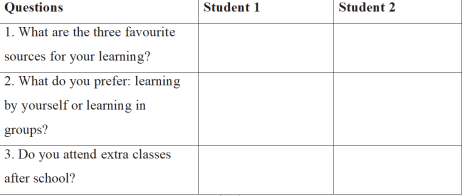 Questions Student 1 Student 2
1. What are the three favourite
sources for your learning?
2. What do you prefer: learning
by yourself or learning in
groups?
3. Do you attend extra classes
after school?